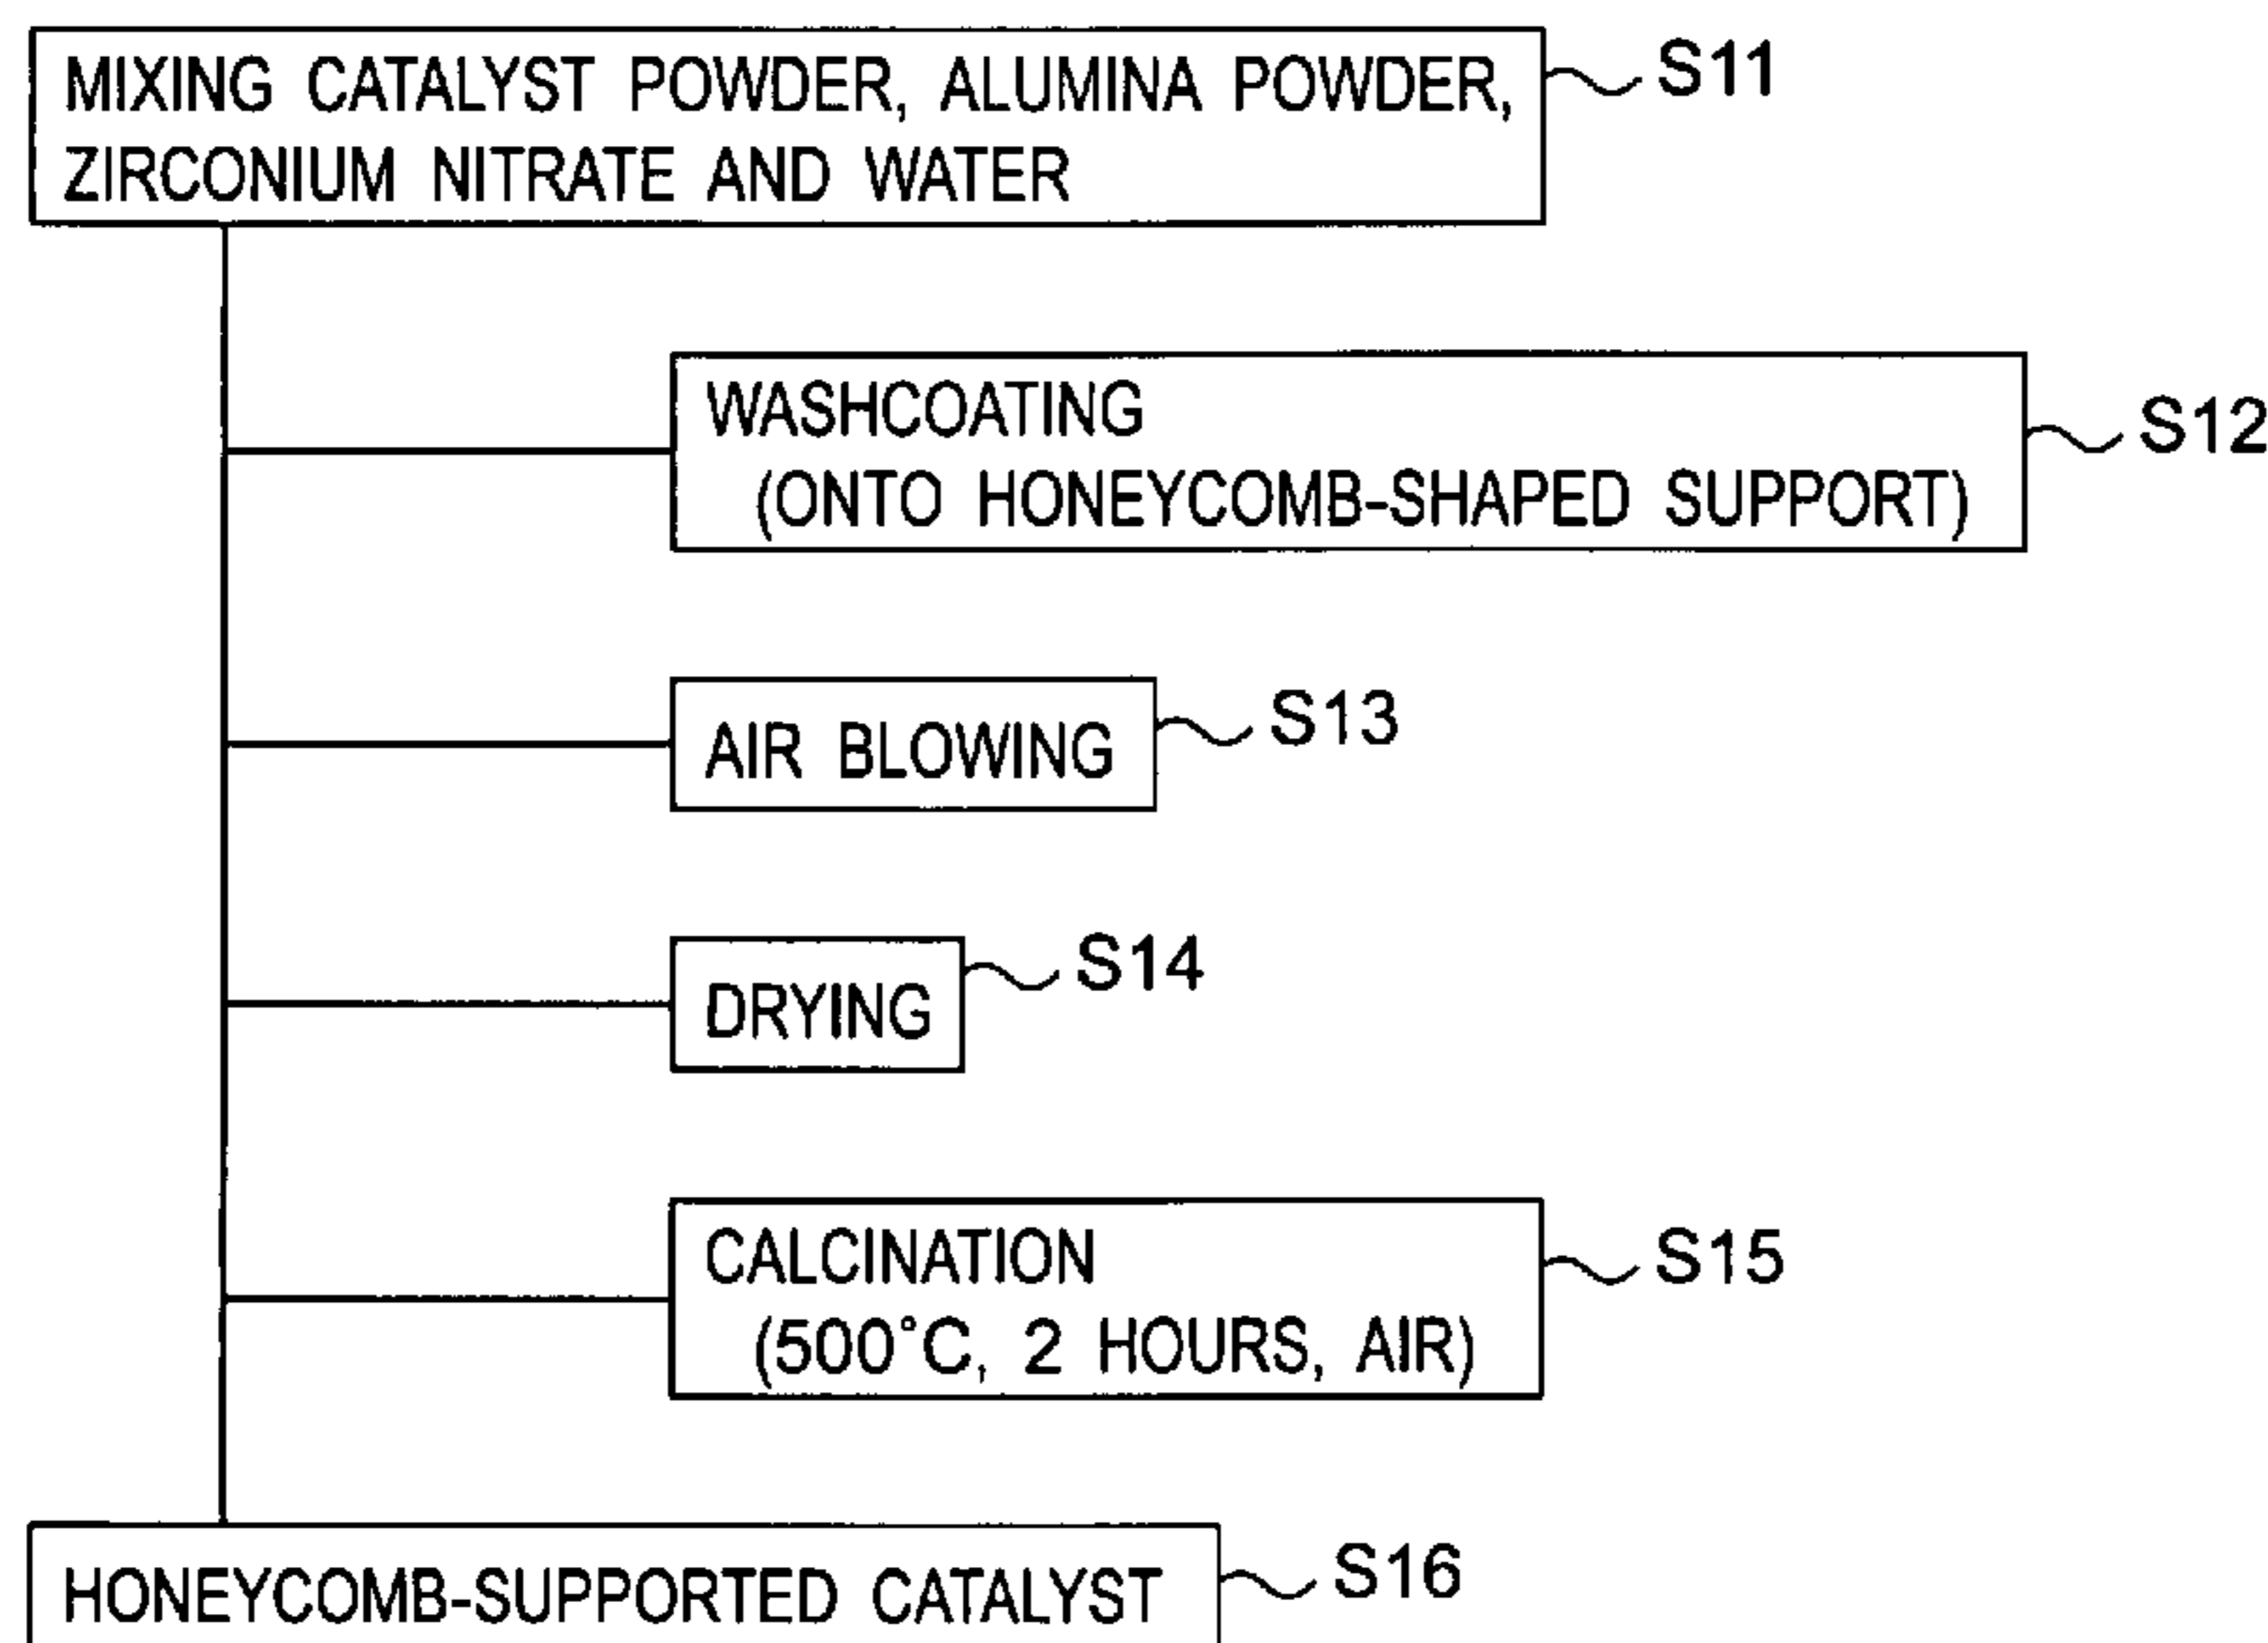 MIXING CATALYST POWDER, ALUMINA POWDER, S11
ZIRCONIUM NITRATE AND WATER
WASHCOATING S12
(ONTO HONEYCOMB-SHAPED SUPPORT)
AIR BLOWING S13
DRYING S14
CALCINATION S15
(500°C, 2 HOURS, AIR)
HONEYCOMB-SUPPORTED CATALYST S16